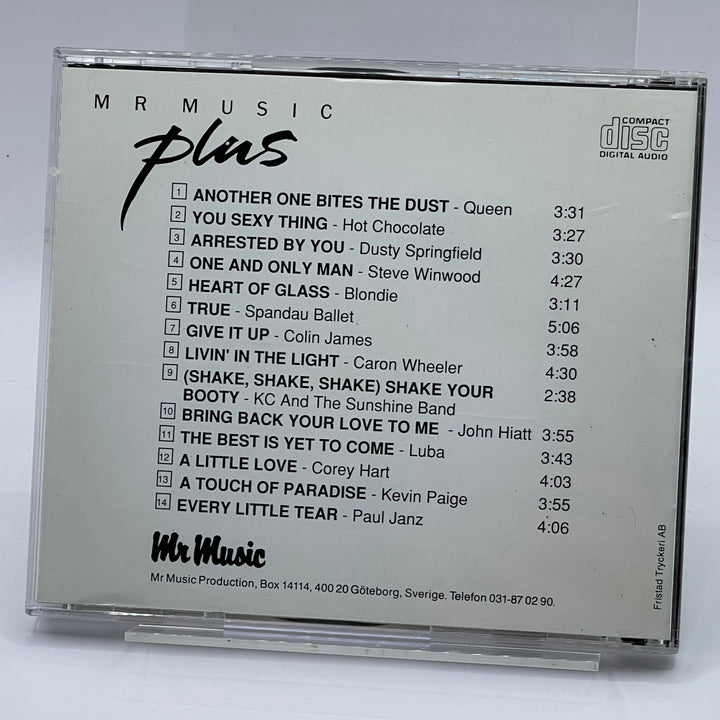 MR MUSIC
plus
COMPACT
disc
DIGITAL AUDIO
1 ANOTHER ONE BITES THE DUST - Queen 3:31
2 YOU SEXY THING - Hot Chocolate 3:27
3 ARRESTED BY YOU - Dusty Springfield 3:30
4 ONE AND ONLY MAN - Steve Winwood 4:27
5 HEART OF GLASS - Blondie 3:11
6 TRUE - Spandau Ballet 5:06
7 GIVE IT UP - Colin James 3:58
8 LIVIN' IN THE LIGHT - Caron Wheeler 4:30
9 (SHAKE, SHAKE, SHAKE) SHAKE YOUR 2:38
BOOTY - KC And The Sunshine Band
10 BRING BACK YOUR LOVE TO ME - John Hiatt 3:55
11 THE BEST IS YET TO COME - Luba 3:43
12 A LITTLE LOVE - Corey Hart 4:03
13 A TOUCH OF PARADISE - Kevin Paige 3:55
14 EVERY LITTLE TEAR - Paul Janz 4:06
Mr Music
Mr Music Production, Box 14114, 400 20 Göteborg, Sverige. Telefon 031-87 02 90.
Fristad Tryckeri AB